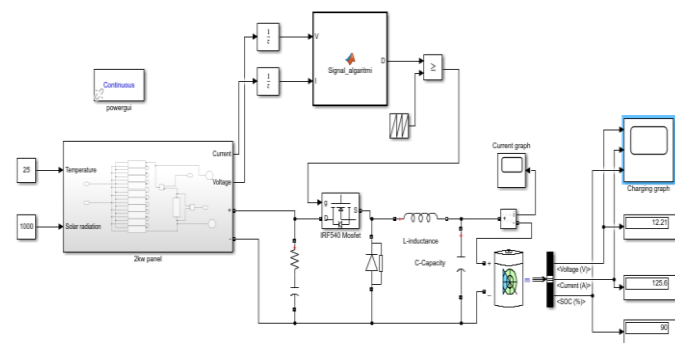 1
z
V
Signal_algaritmi
D
≥
1
z
I
Continuous
powergui
Current graph
25
Temperature
Current
Voltage
Charging graph
g
D
S
+
-
1000
Solar radiation
IRF540 Mosfet
L-inductance
12.21
2kw panel
C-Capacity
+
-
m
<Voltage (V)>
<Current (A)>
<SOC (%)>
125.6
90